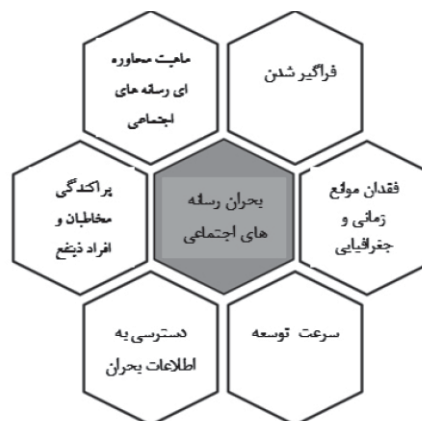 فراگیر شدن
ماهیت محاوره
ای رسانه های
اجتماعی
فقدان موانع
زمانی و
جغرافیایی
بحران رسانه
های اجتماعی
پراکندگی
مخاطبان و
افراد ذینفع
سرعت توسعه
دسترسی به
اطلاعات بحران